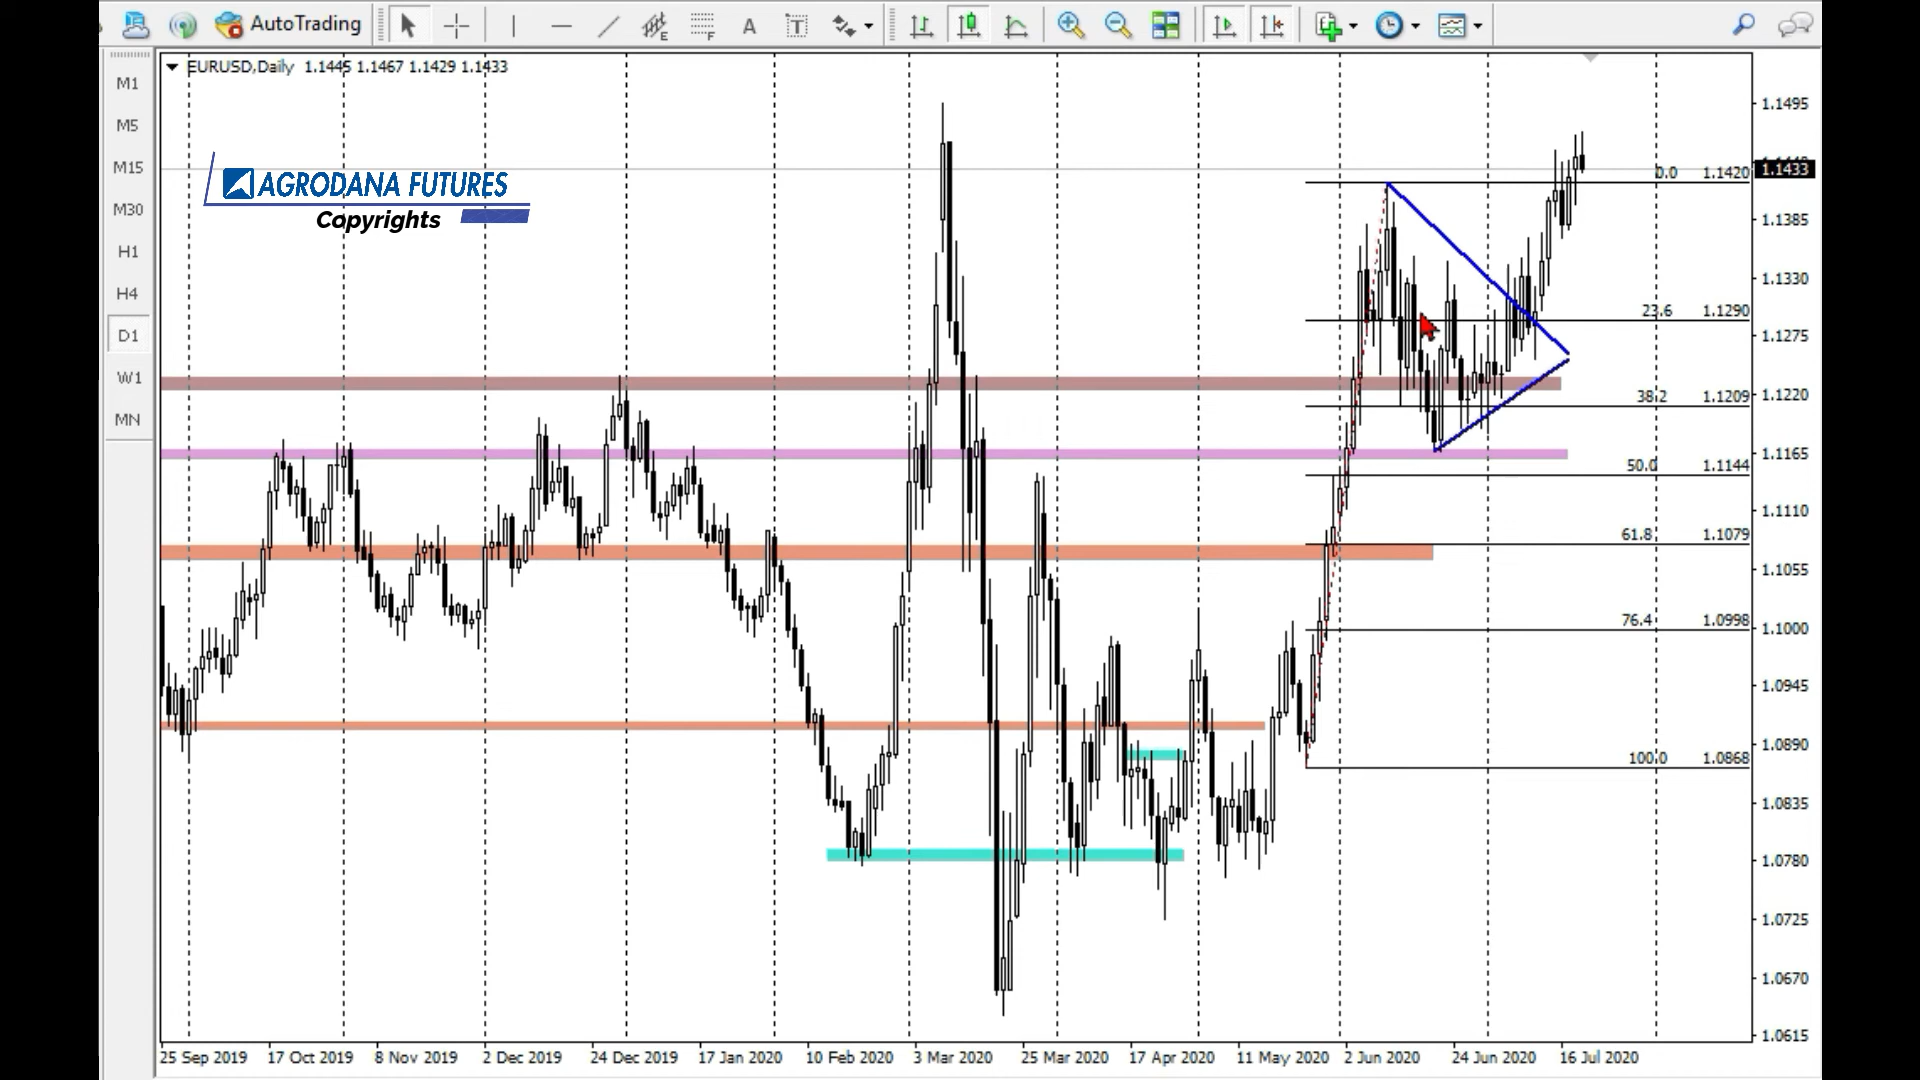 AutoTrading
A
T
M1
M5
M15
M30
H1
H4
D1
W1
MN
EURUSD,Daily 1.1445 1.1467 1.1429 1.1433
AGRODANA FUTURES
Copyrights
1.1495
1.1433
1.1385
1.1330
1.1275
1.1220
1.1165
1.1110
1.1055
1.1000
1.0945
1.0890
1.0835
1.0780
1.0725
1.0670
1.0615
0.0 1.1420
23.6 1.1290
38.2 1.1209
50.0 1.1144
61.8 1.1079
76.4 1.0998
100.0 1.0868
25 Sep 2019 17 Oct 2019 8 Nov 2019 2 Dec 2019 24 Dec 2019 17 Jan 2020 10 Feb 2020 3 Mar 2020 25 Mar 2020 17 Apr 2020 11 May 2020 2 Jun 2020 24 Jun 2020 16 Jul 2020